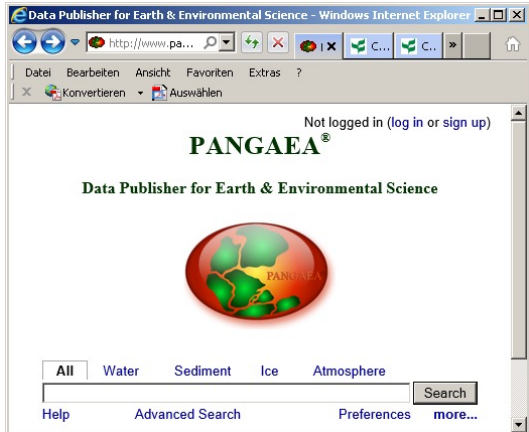 Data Publisher for Earth & Environmental Science - Windows Internet Explorer
http://www.pa... I C... C.. »
Datei Bearbeiten Ansicht Favoriten Extras ?
Konvertieren Auswählen
Not logged in (log in or sign up)
PANGAEA®
Data Publisher for Earth & Environmental Science
PANGAEA
All Water Sediment Ice Atmosphere
Search
Help Advanced Search Preferences more...